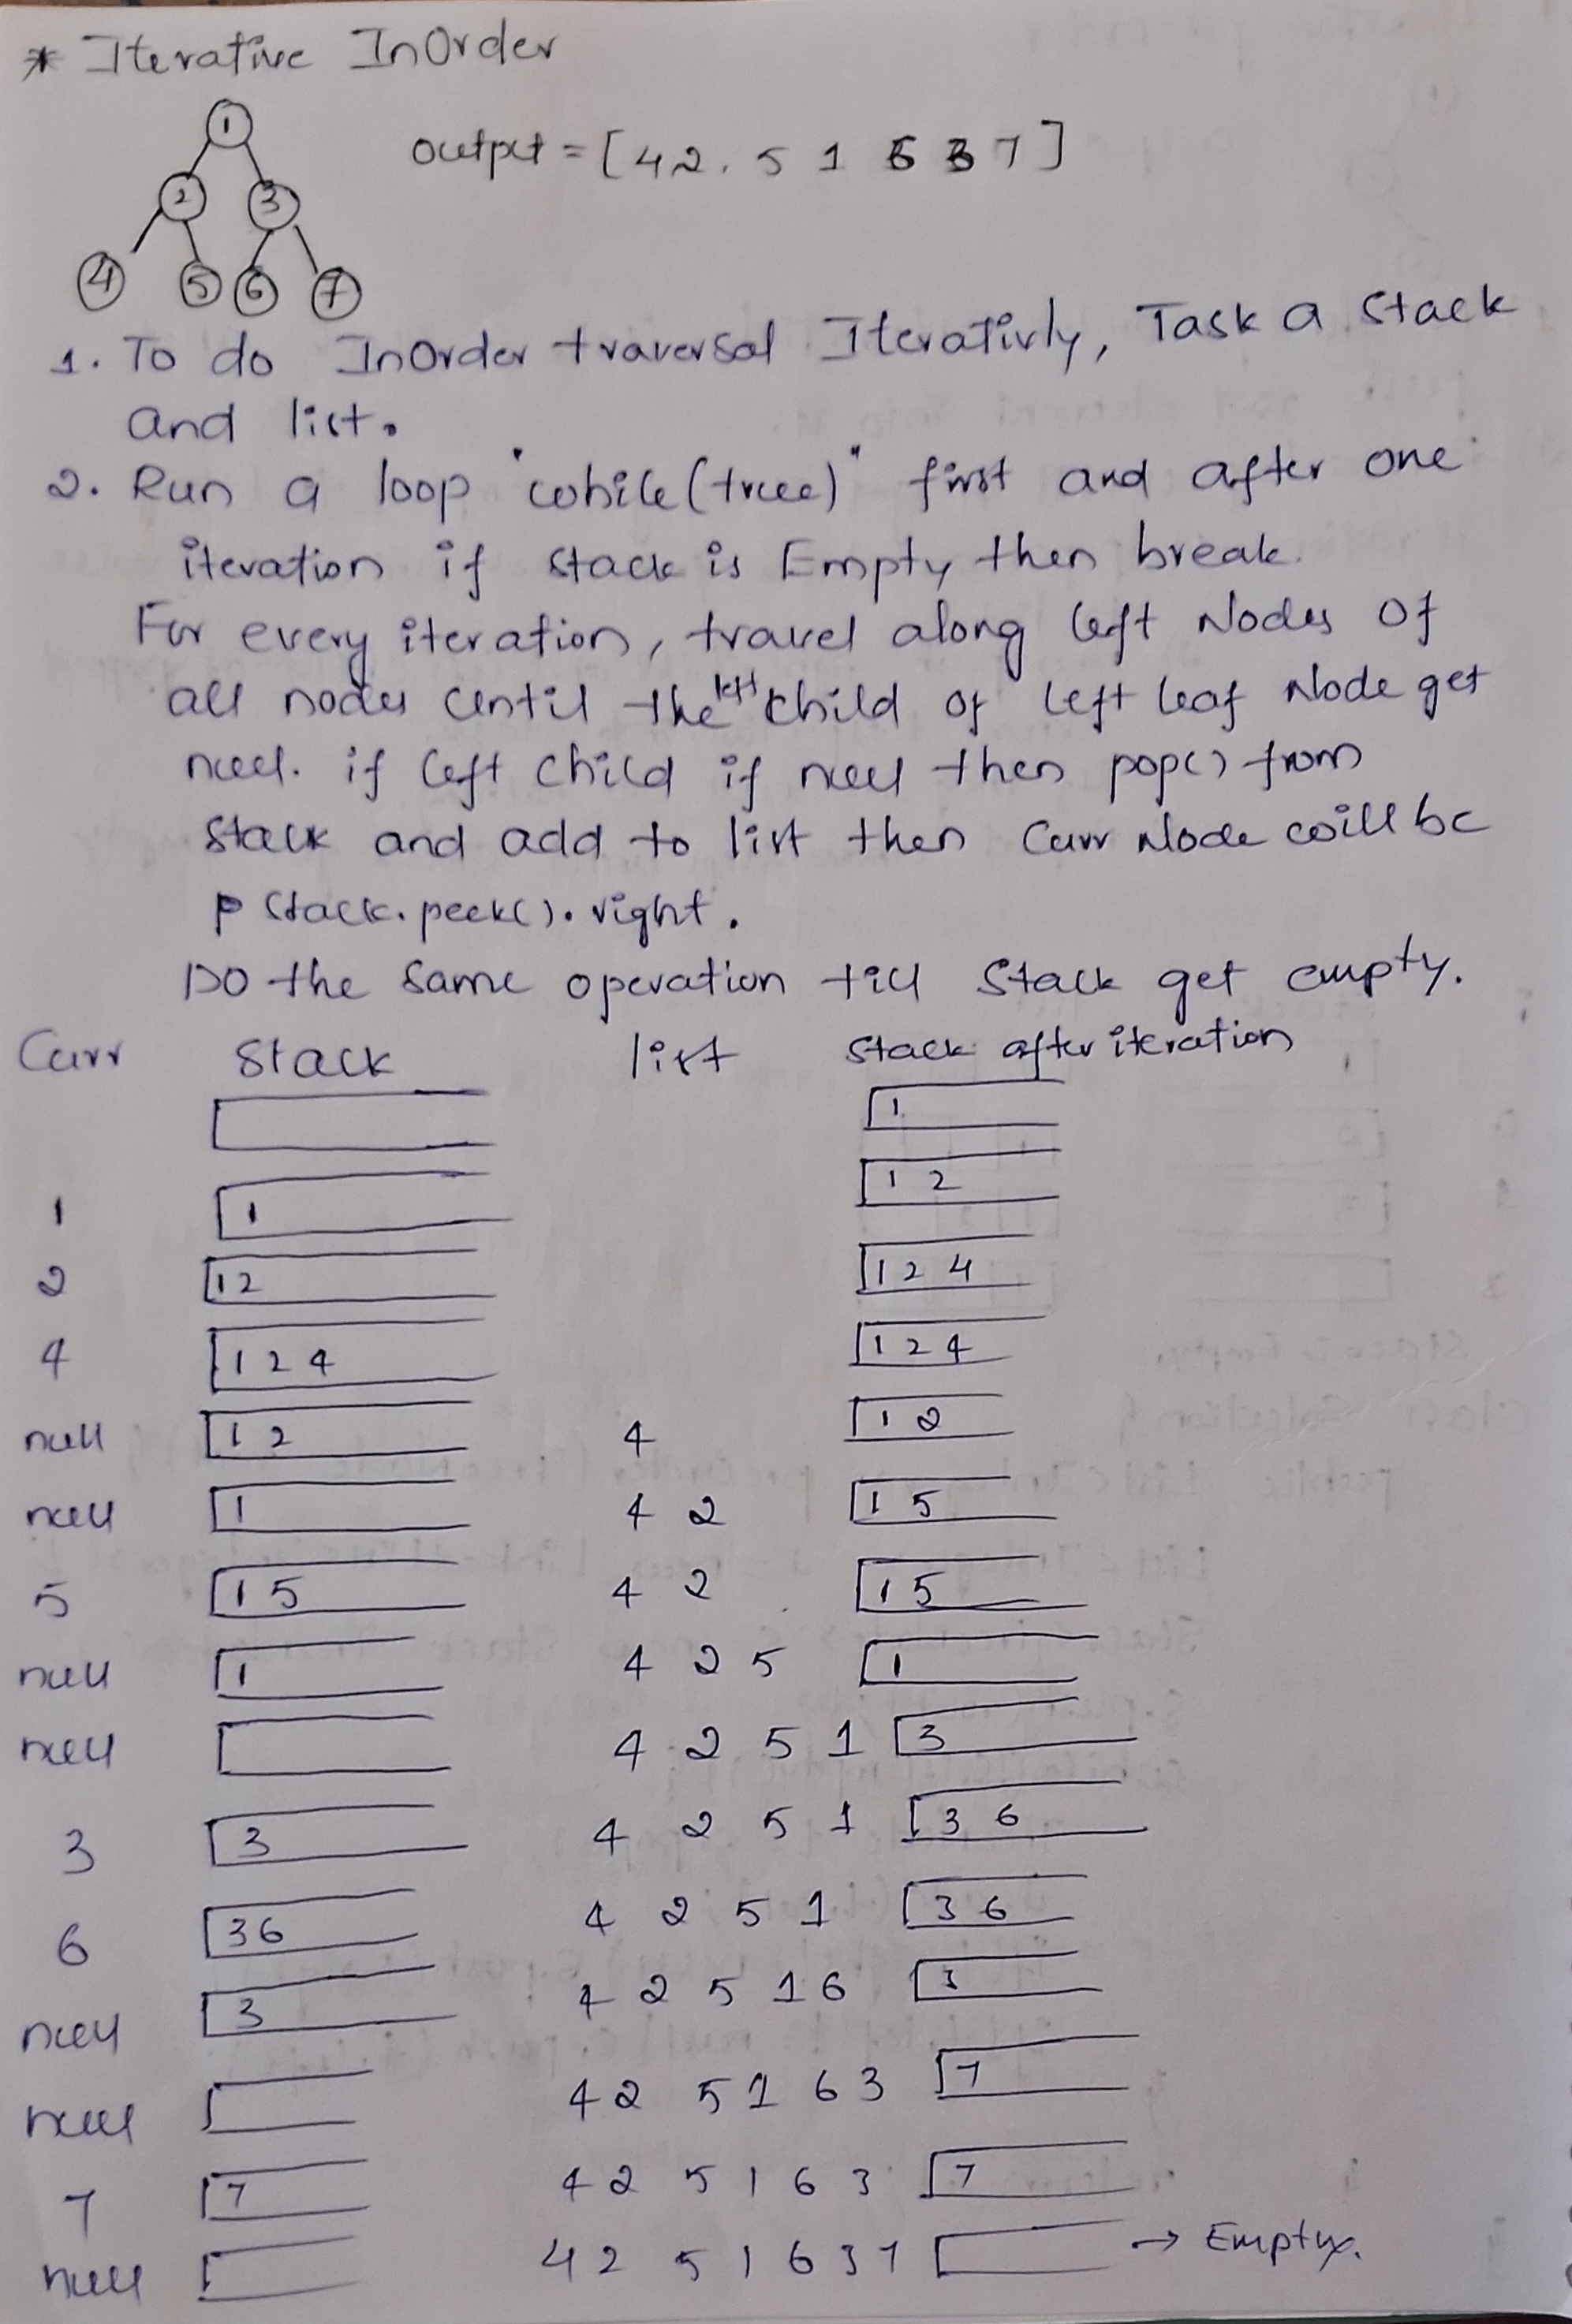 * Iterative InOrder
1
output = [ 4 2 . 5 1 6 3 7 ]
2 3
4 5 6 7
1. To do InOrder traversal Iterativly, Task a stack
and list.
2. Run a loop "while(true)" first and after one
iteration if stack is Empty then break.
For every iteration, travel along left Nodes of
all nodes until the left child of left leaf Node get
null. if left child if null then pop() from
stack and add to list then Curr Node will be
stack.peek().right.
DO the same operation till stack get empty.
Curr stack list stack after iteration
1
1 1 1 2
2 1 2 1 2 4
4 1 2 4 1 2 4
null 1 2 4 1 2
null 1 4 2 1 5
5 1 5 4 2 1 5
null 1 4 2 5 1
null 4 2 5 1 3
3 3 4 2 5 1 3 6
6 3 6 4 2 5 1 3 6
null 3 4 2 5 1 6 3
null 4 2 5 1 6 3 7
7 7 4 2 5 1 6 3 7
null 4 2 5 1 6 3 7 → Empty.